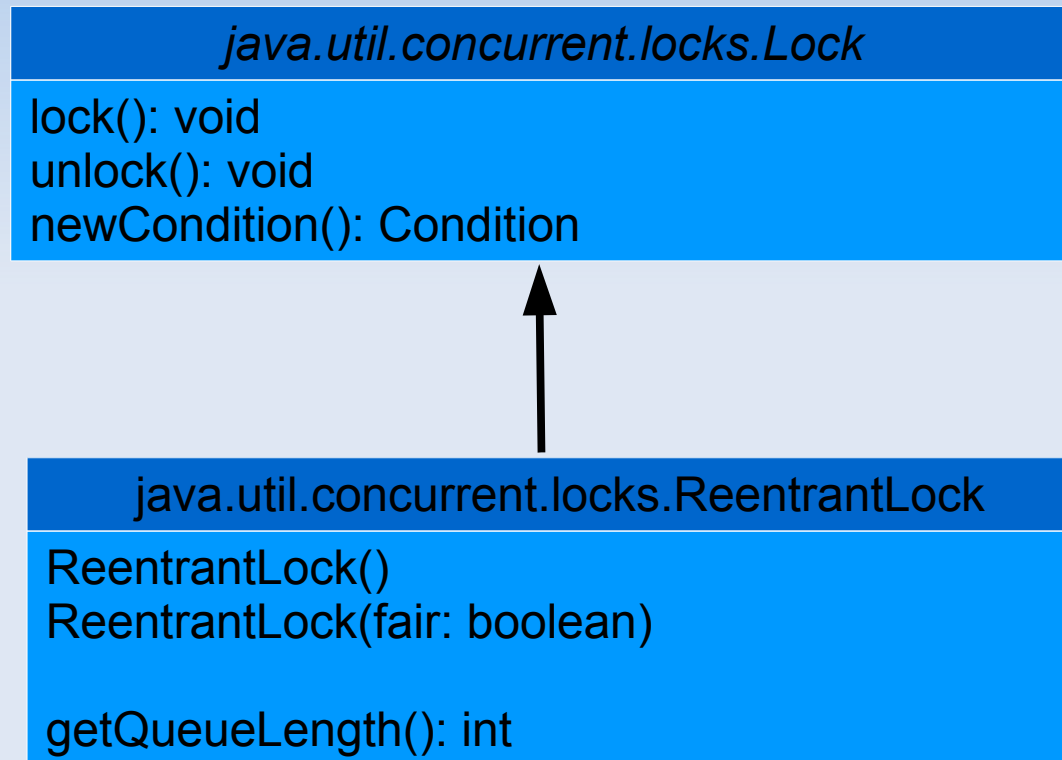 java.util.concurrent.locks.Lock
lock(): void
unlock(): void
newCondition(): Condition
java.util.concurrent.locks.ReentrantLock
ReentrantLock()
ReentrantLock(fair: boolean)
getQueueLength(): int